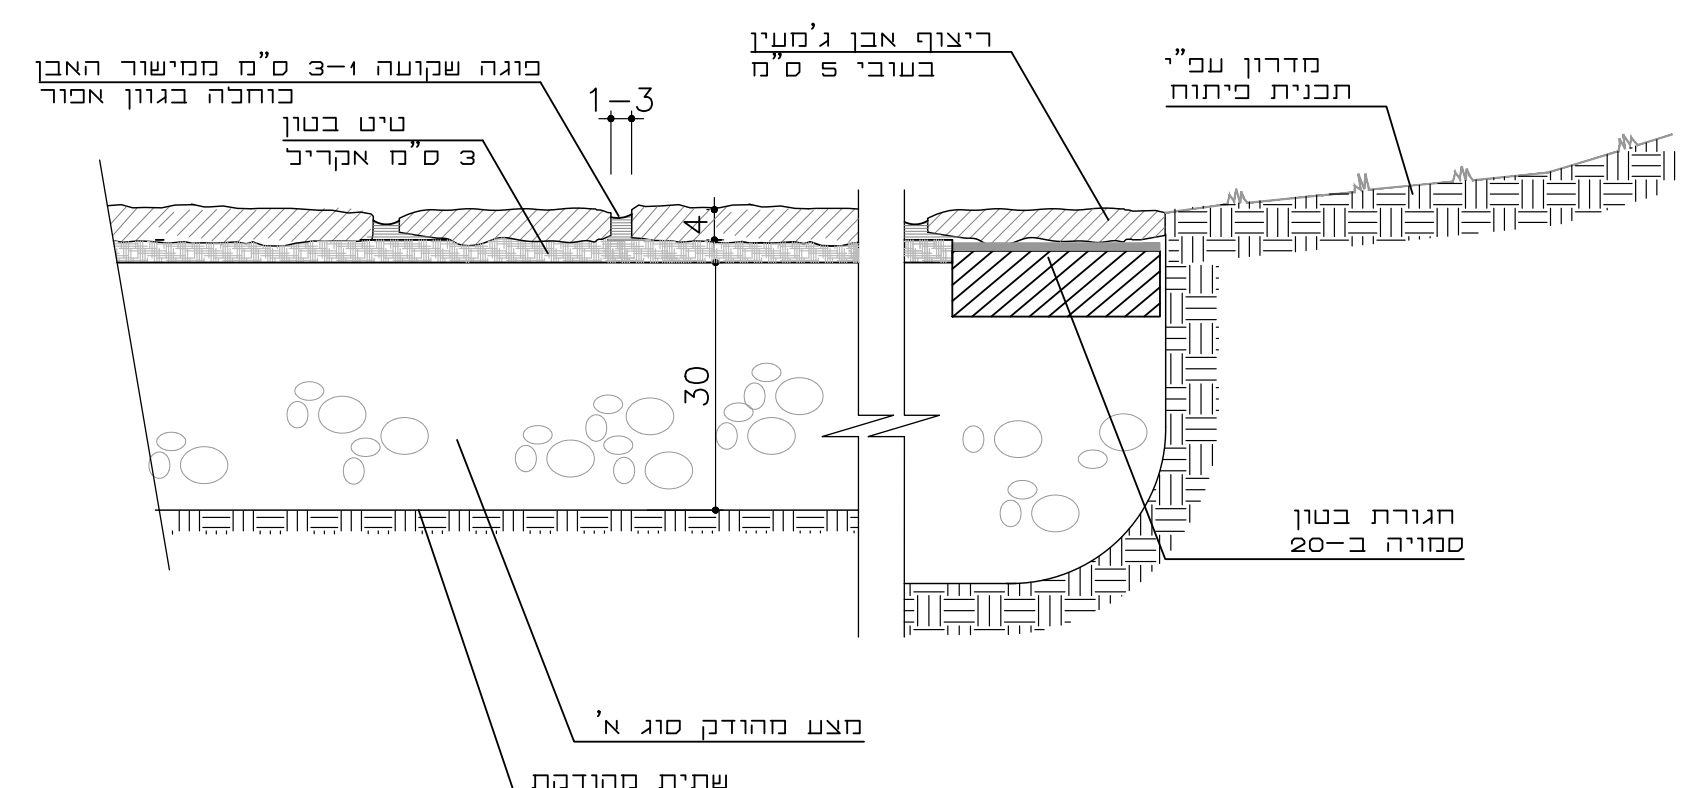 ריצוף אבן ג'מעין
בעובי 5 ס"מ
מדרון עפ"י
תכנית פיתוח
פוגה שקועה 3-1 ס"מ ממישור האבן
כוחלה בגוון אפור
1-3
טיט בטון
3 ס"מ אקריל
4
30
חגורת בטון
סמויה ב-20
מצע מהודק סוג א'
שתית מהודקת